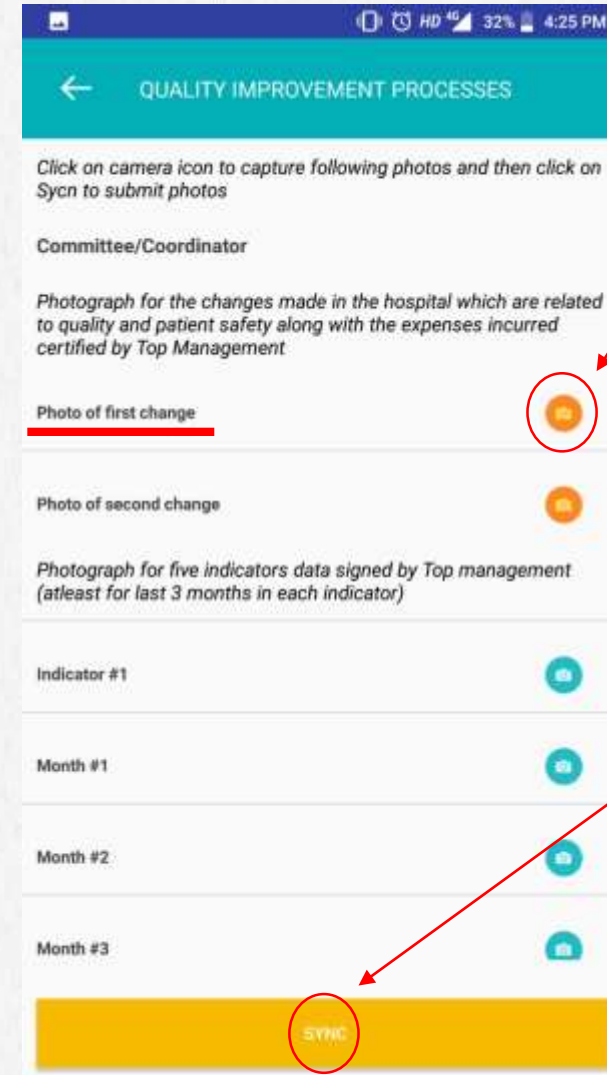 HD 4G 32% 4:25 PM
QUALITY IMPROVEMENT PROCESSES
Click on camera icon to capture following photos and then click on
Sycn to submit photos
Committee/Coordinator
Photograph for the changes made in the hospital which are related
to quality and patient safety along with the expenses incurred
certified by Top Management
Photo of first change
Photo of second change
Photograph for five indicators data signed by Top management
(atleast for last 3 months in each indicator)
Indicator #1
Month #1
Month #2
Month #3
SYNC